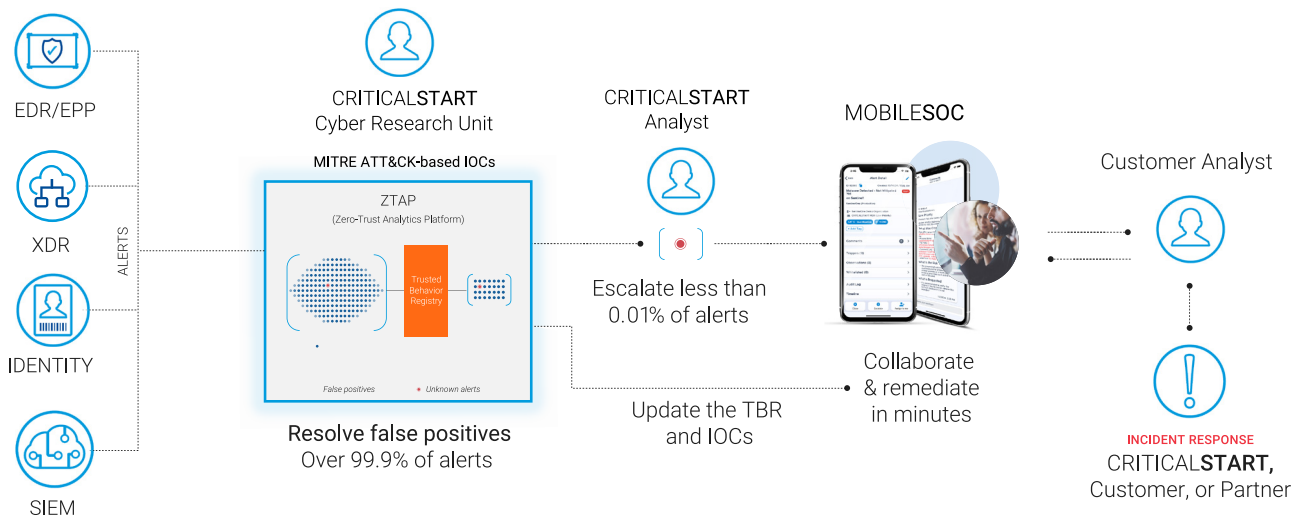 EDR/EPP
XDR
IDENTITY
SIEM
ALERTS
CRITICALSTART
Cyber Research Unit
MITRE ATT&CK-based IOCs
ZTAP
(Zero-Trust Analytics Platform)
Trusted
Behavior
Registry
False positives
Unknown alerts
Resolve false positives
Over 99.9% of alerts
CRITICALSTART
Analyst
Escalate less than
0.01% of alerts
Update the TBR
and IOCs
MOBILESOC
Collaborate
& remediate
in minutes
Customer Analyst
INCIDENT RESPONSE
CRITICALSTART,
Customer, or Partner